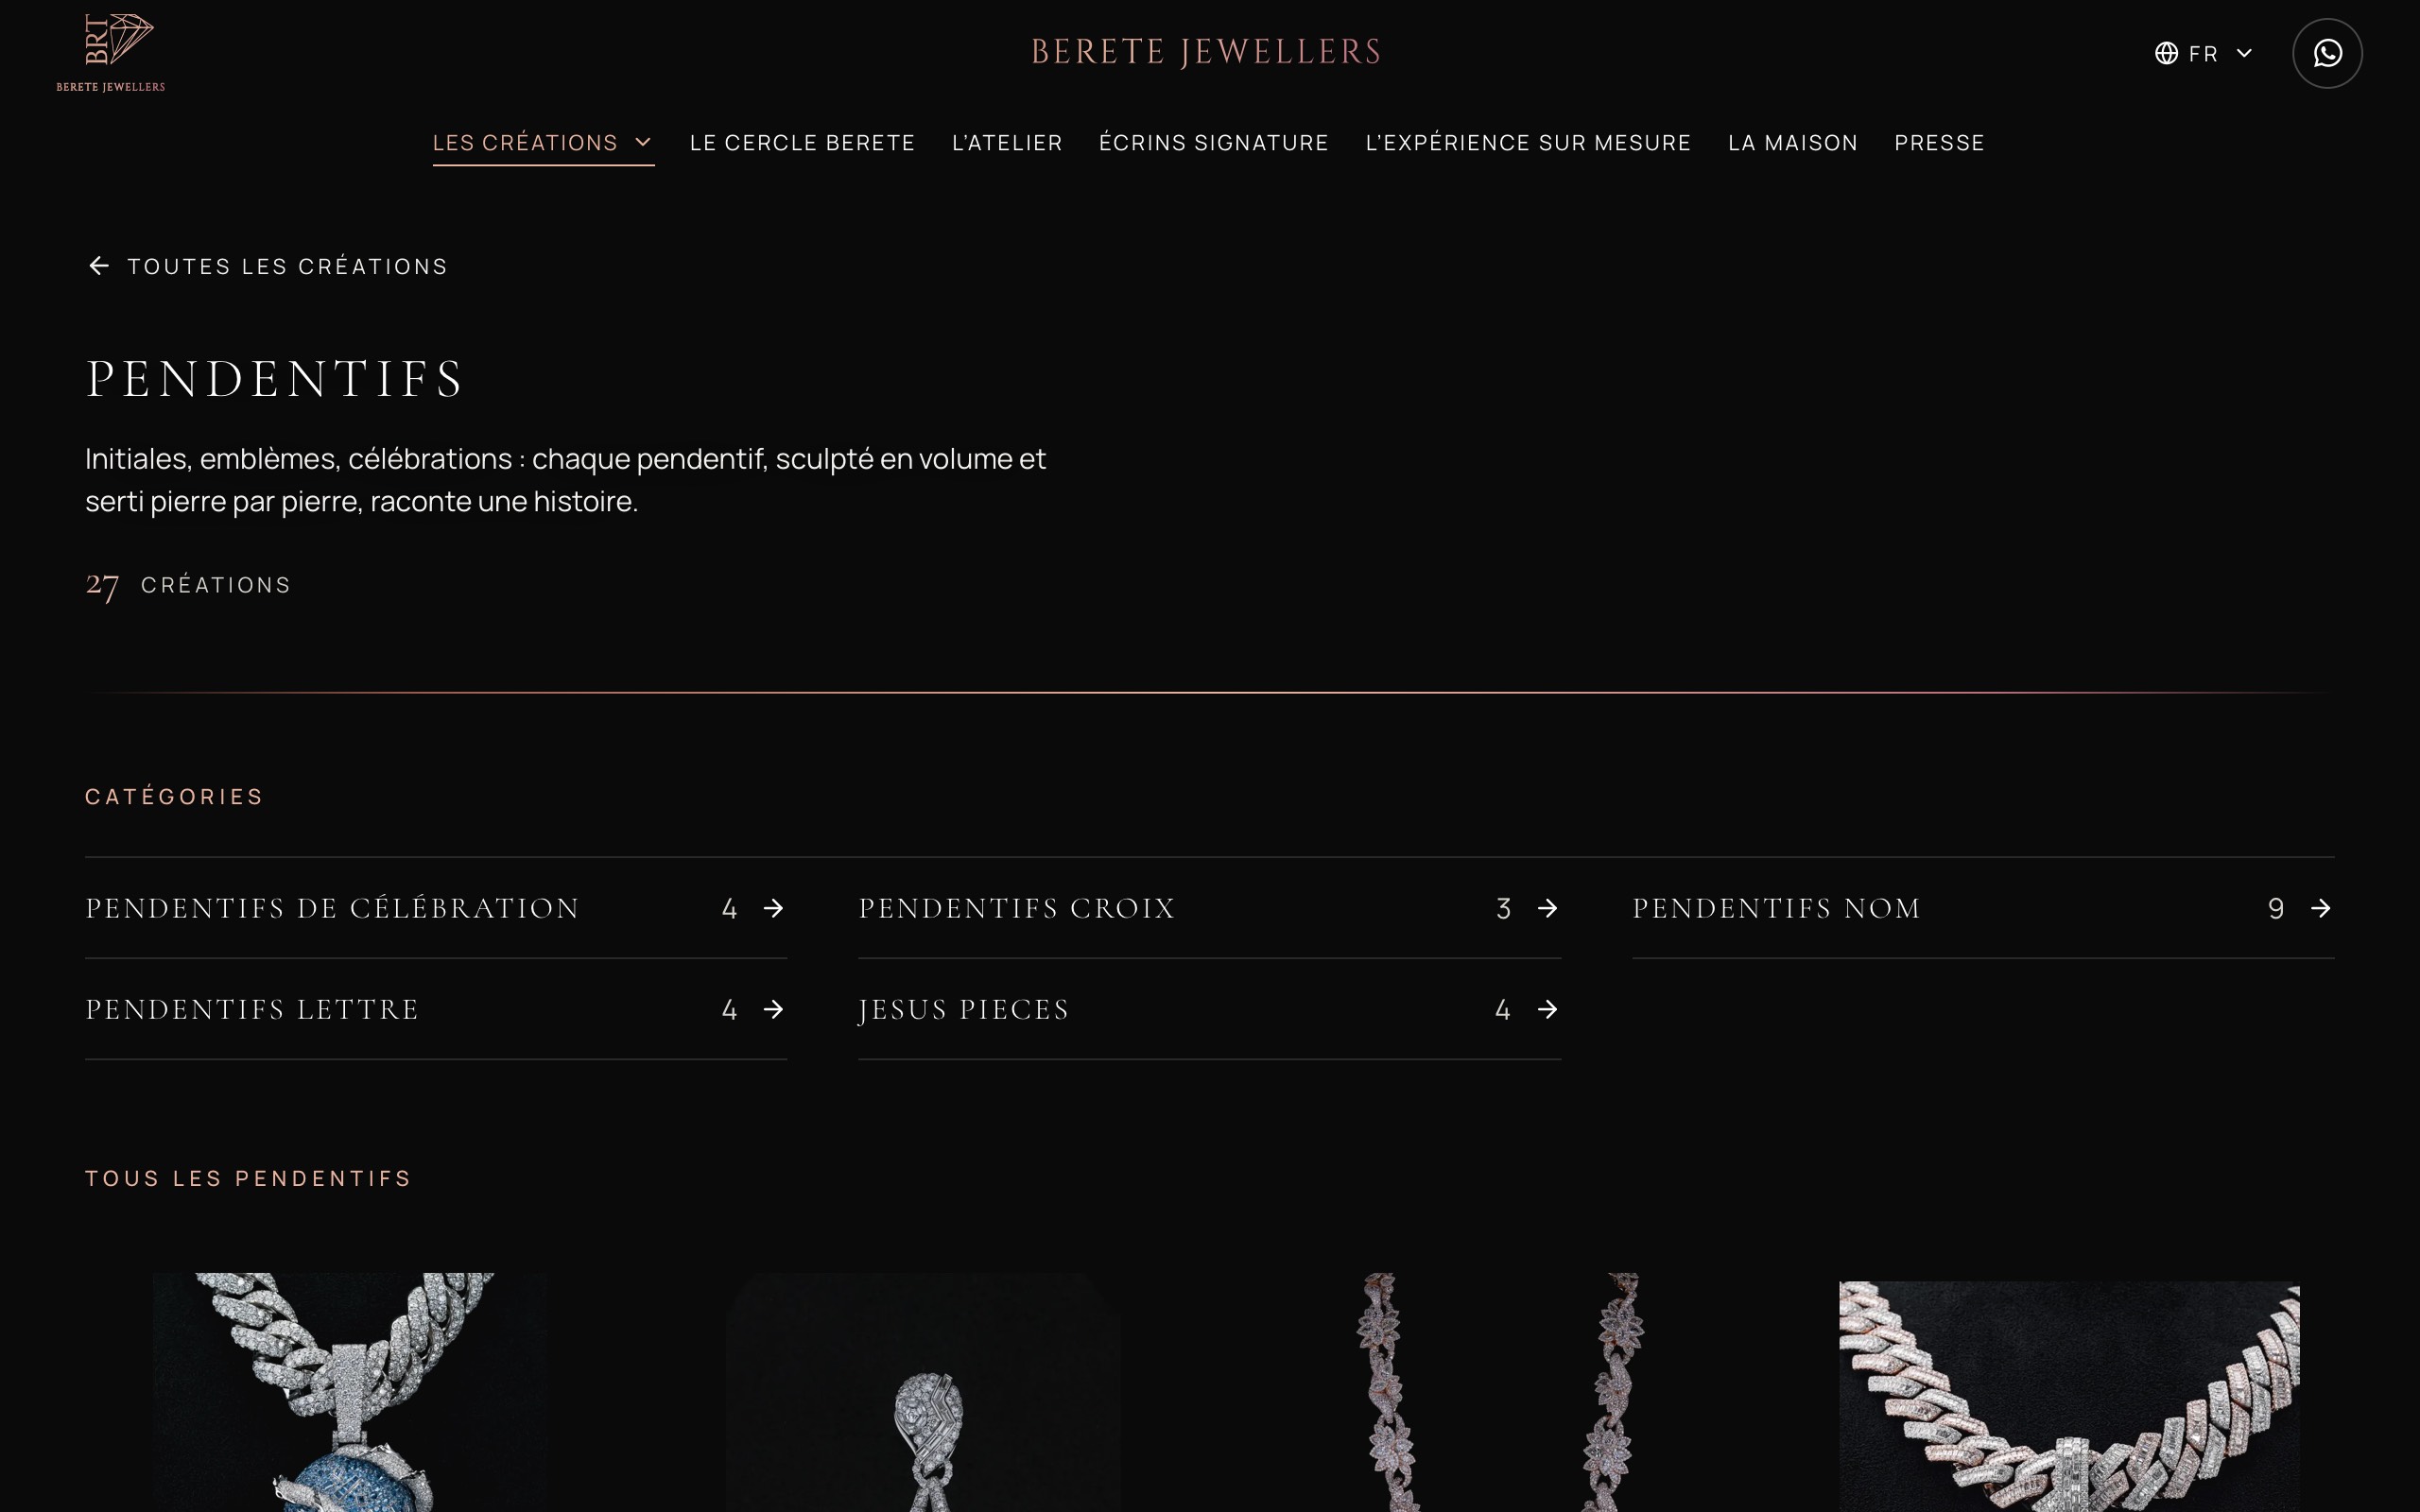 BRT
BERETE JEWELLERS
BERETE JEWELLERS
FR
LES CRÉATIONS
LE CERCLE BERETE
L’ATELIER
ÉCRINS SIGNATURE
L’EXPÉRIENCE SUR MESURE
LA MAISON
PRESSE
TOUTES LES CRÉATIONS
PENDENTIFS
Initiales, emblèmes, célébrations : chaque pendentif, sculpté en volume et
serti pierre par pierre, raconte une histoire.
27 CRÉATIONS
CATÉGORIES
PENDENTIFS DE CÉLÉBRATION 4
PENDENTIFS CROIX 3
PENDENTIFS NOM 9
PENDENTIFS LETTRE 4
JESUS PIECES 4
TOUS LES PENDENTIFS